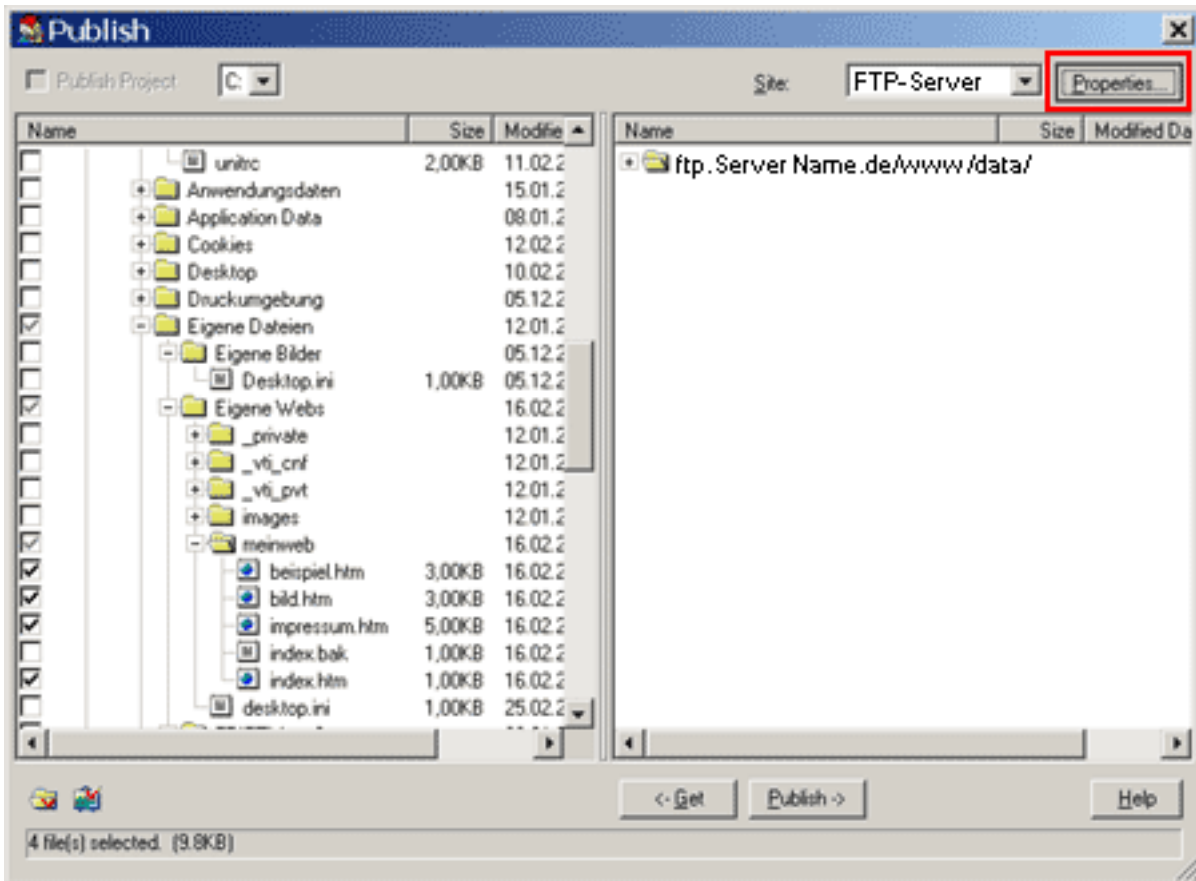 Publish
Publish Project C: Site: FTP-Server Properties...
Name Size Modifie Name Size Modified Da
unitrc 2,00KB 11.02.2 ftp.Server Name.de/www/data/
Anwendungsdaten 15.01.2
Application Data 08.01.2
Cookies 12.02.2
Desktop 10.02.2
Druckumgebung 05.12.2
Eigene Dateien 12.01.2
Eigene Bilder 05.12.2
Desktop.ini 1,00KB 05.12.2
Eigene Webs 16.02.2
_private 12.01.2
_vti_cnf 12.01.2
_vti_pvt 12.01.2
images 12.01.2
meinweb 16.02.2
beispiel.htm 3,00KB 16.02.2
bild.htm 3,00KB 16.02.2
impressum.htm 5,00KB 16.02.2
index.bak 1,00KB 16.02.2
index.htm 1,00KB 16.02.2
desktop.ini 1,00KB 25.02.2
<- Get Publish -> Help
4 file(s) selected. (9.8KB)